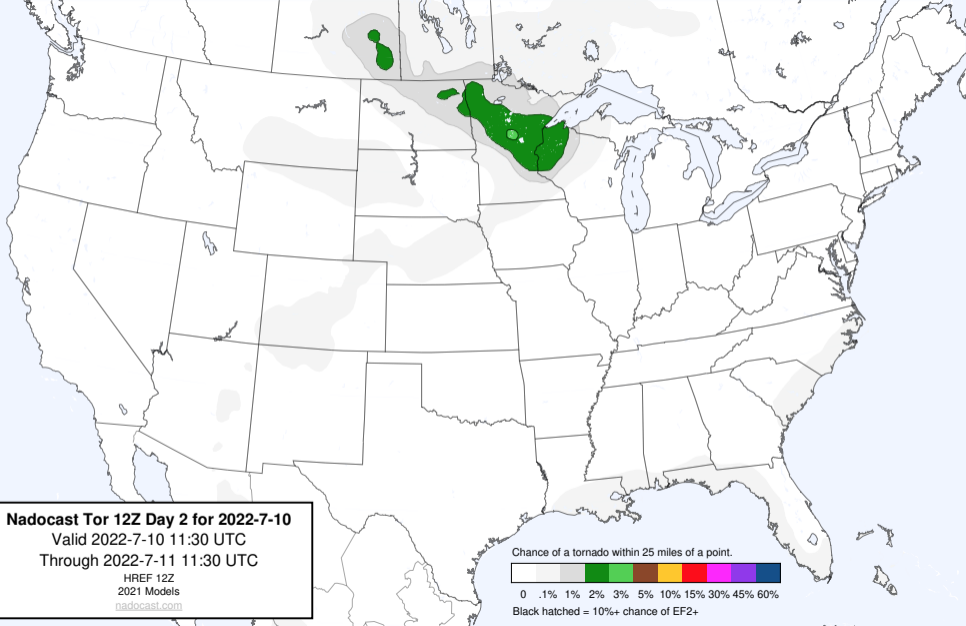 Nadocast Tor 12Z Day 2 for 2022-7-10
Valid 2022-7-10 11:30 UTC
Through 2022-7-11 11:30 UTC
HREF 12Z
2021 Models
nadocast.com
Chance of a tornado within 25 miles of a point.
0 .1% 1% 2% 3% 5% 10% 15% 30% 45% 60%
Black hatched = 10%+ chance of EF2+